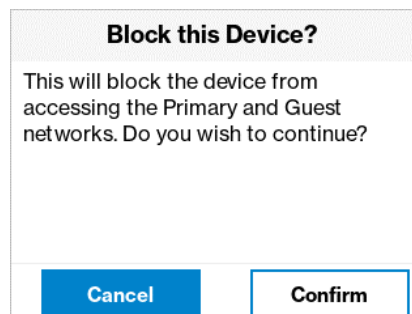 Block this Device?
This will block the device from
accessing the Primary and Guest
networks. Do you wish to continue?
Cancel
Confirm